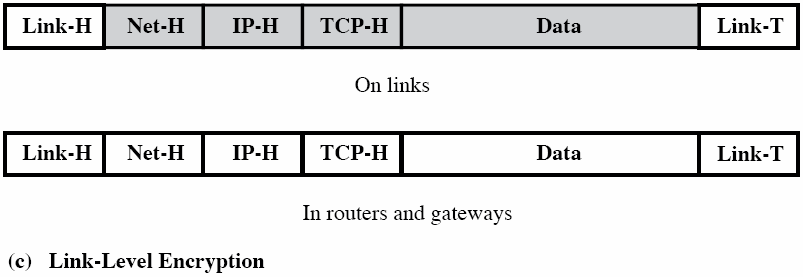 Link-H Net-H IP-H TCP-H Data Link-T
On links
Link-H Net-H IP-H TCP-H Data Link-T
In routers and gateways
(c) Link-Level Encryption